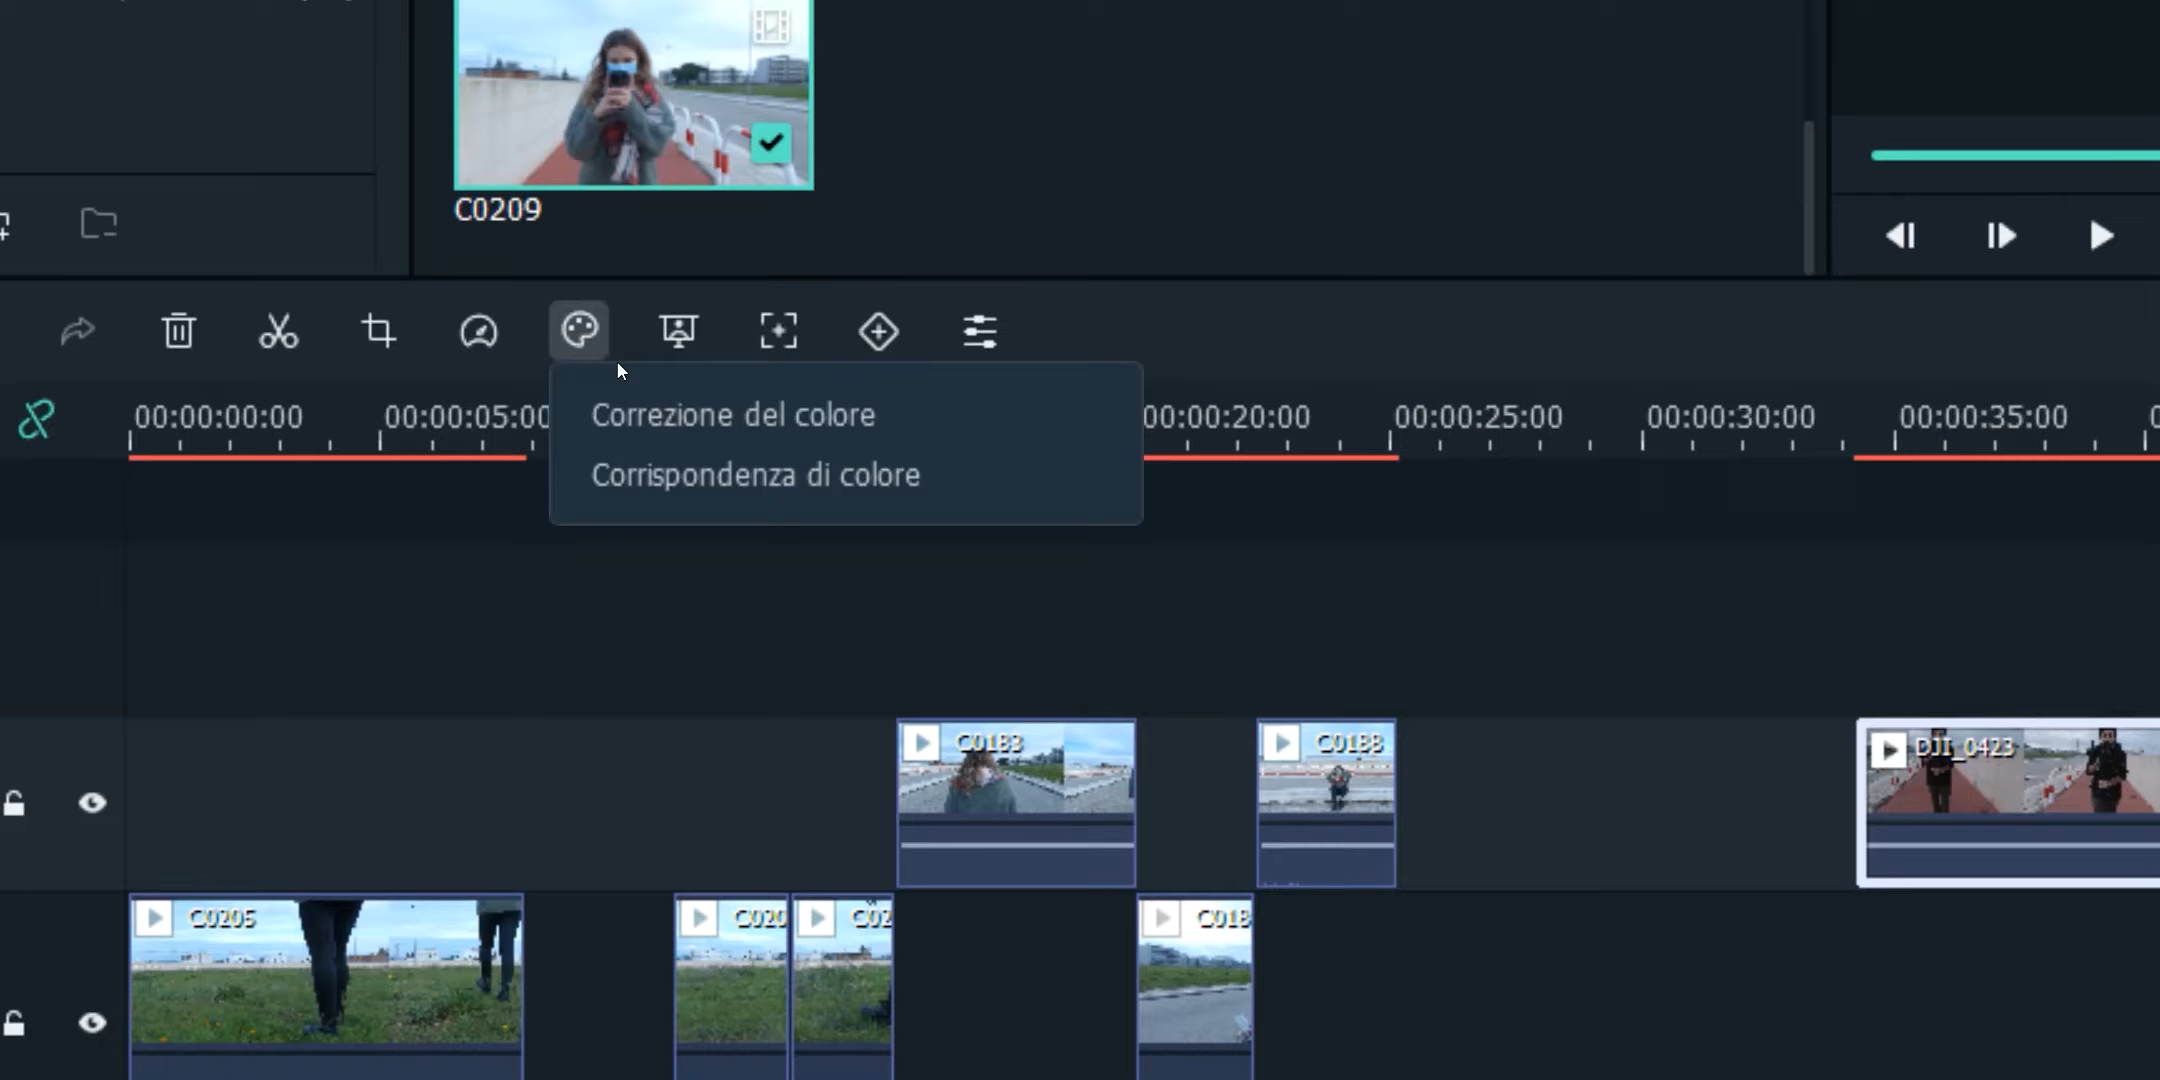 C0209
00:00:00:00 00:00:05:00 00:00:20:00 00:00:25:00 00:00:30:00 00:00:35:00
Correzione del colore
Corrispondenza di colore
C0183 C0188 DJI_0423
C0205 C020 C02 C018